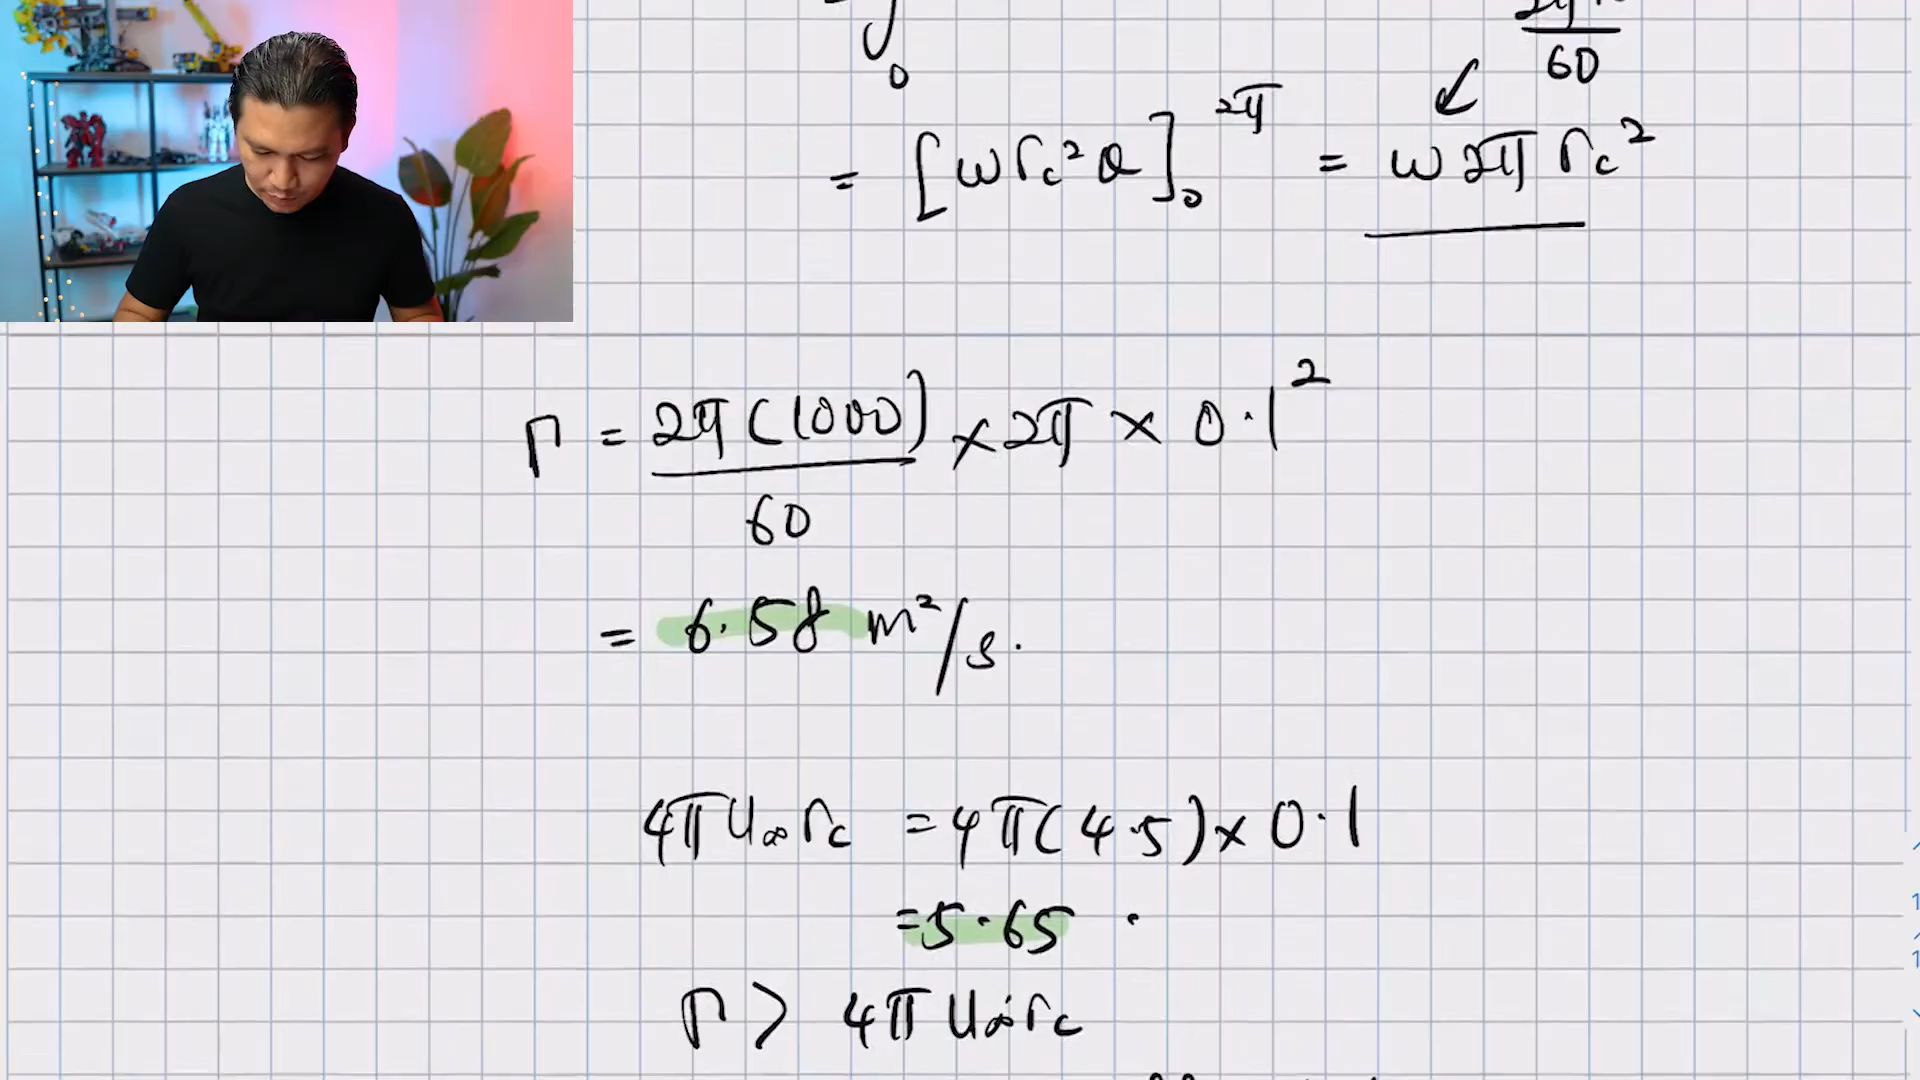 0
60
= [ωr_c²θ]₀^2π = ω2πr_c²
Γ = 2π(1000)/60 × 2π × 0.1²
= 6.58 m²/s.
4πU∞r_c = 4π(4.5) × 0.1
= 5.65
Γ > 4πU∞r_c